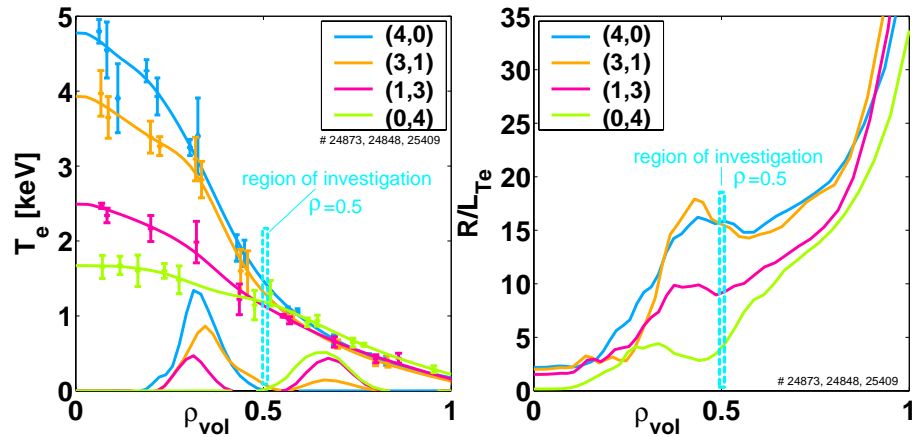 5
4
3
2
1
0
T_e [keV]
(4,0)
(3,1)
(1,3)
(0,4)
# 24873, 24848, 25409
region of investigation
ρ=0.5
0
0.5
1
ρ_vol
35
30
25
20
15
10
5
0
R/L_Te
(4,0)
(3,1)
(1,3)
(0,4)
region of investigation
ρ=0.5
# 24873, 24848, 25409
0
0.5
1
ρ_vol